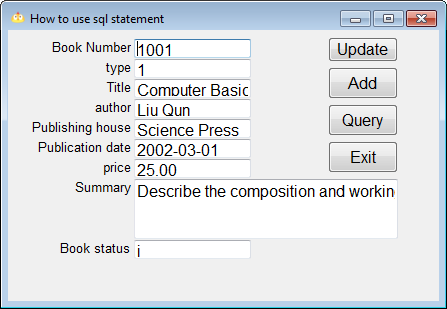 How to use sql statement
Book Number 1001
Update
type 1
Title Computer Basic
Add
author Liu Qun
Publishing house Science Press
Query
Publication date 2002-03-01
price 25.00
Exit
Summary Describe the composition and working
Book status i